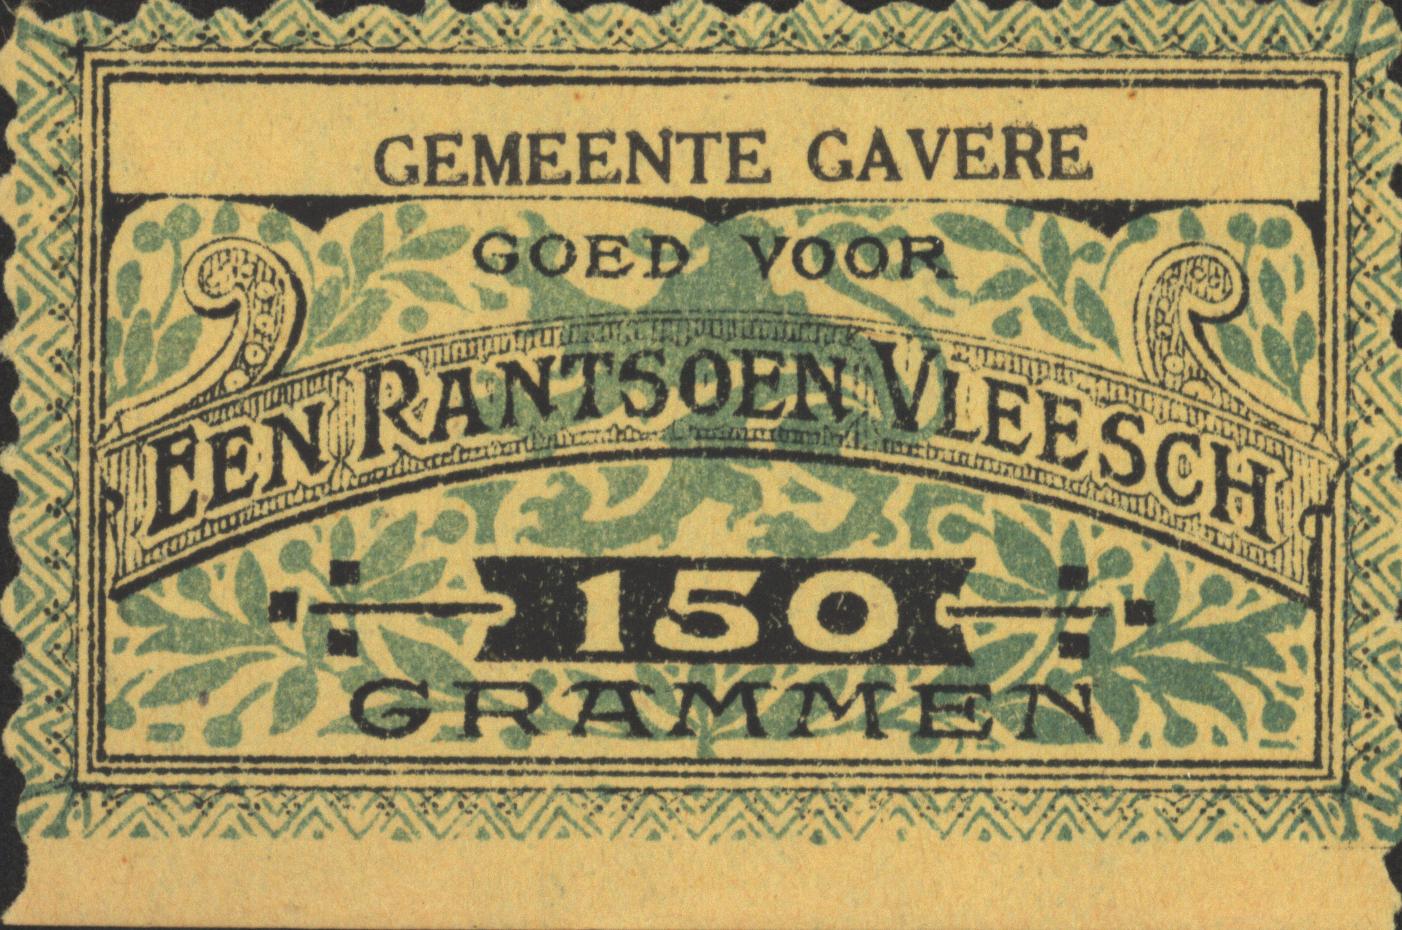 GEMEENTE GAVERE
GOED VOOR
EEN RANTSOEN VLEESCH
150
GRAMMEN